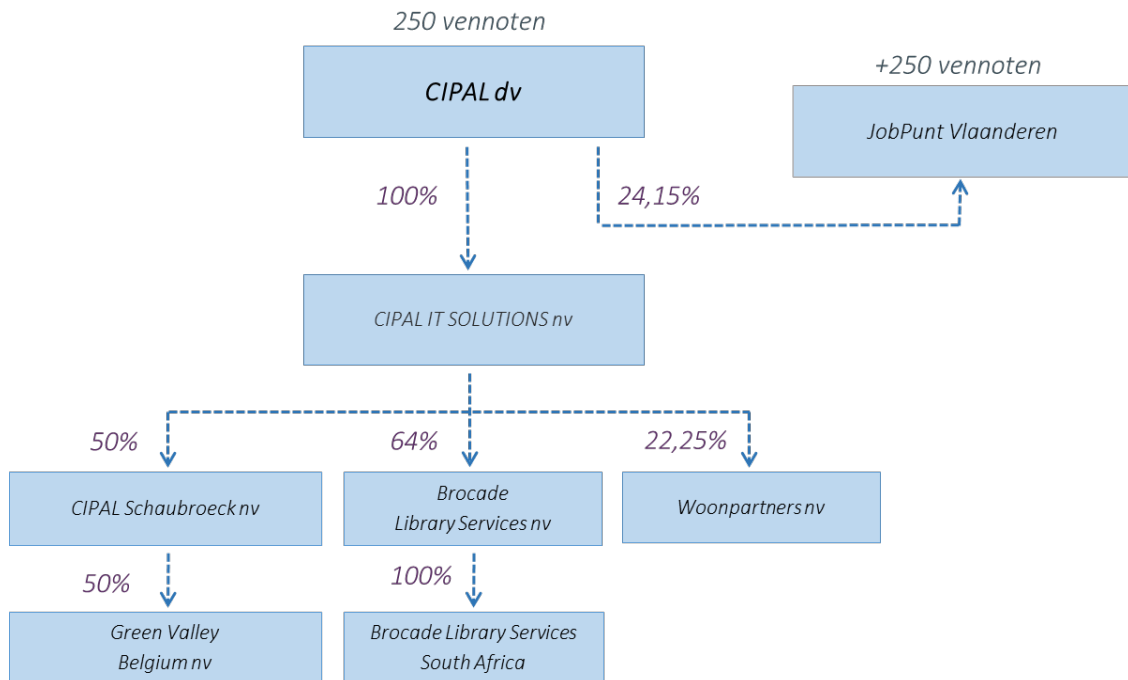 250 vennoten
CIPAL dv
+250 vennoten
JobPunt Vlaanderen
100%
24,15%
CIPAL IT SOLUTIONS nv
50%
64%
22,25%
CIPAL Schaubroeck nv
Brocade
Library Services nv
Woonpartners nv
50%
100%
Green Valley
Belgium nv
Brocade Library Services
South Africa